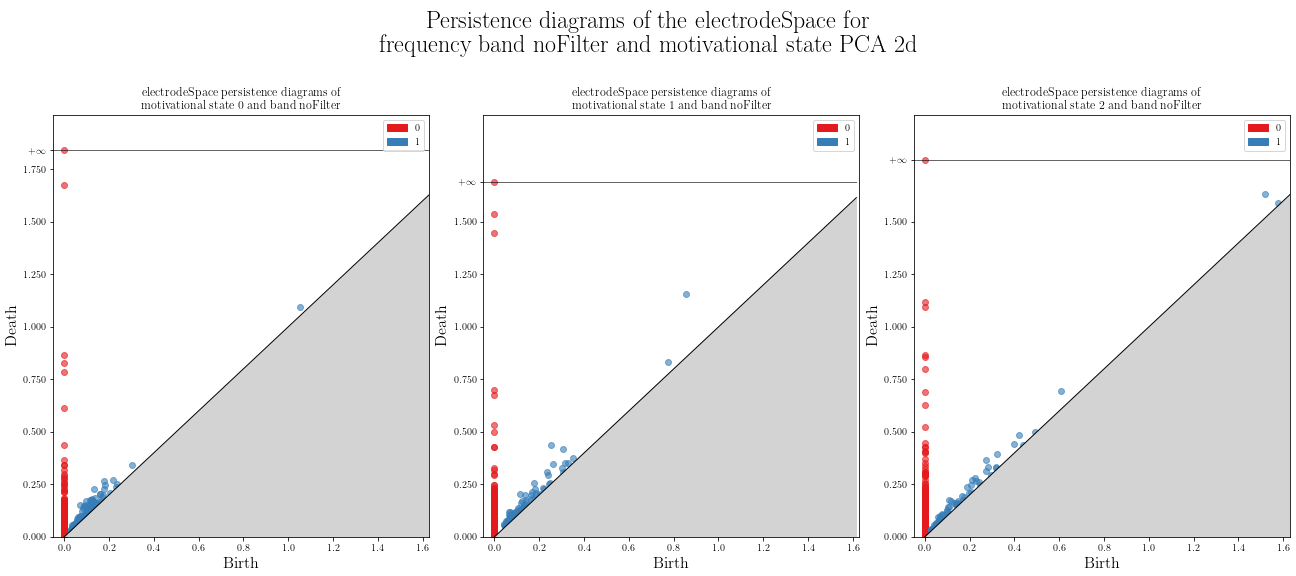 Persistence diagrams of the electrodeSpace for
frequency band noFilter and motivational state PCA 2d
electrodeSpace persistence diagrams of
motivational state 0 and band noFilter
0
1
+∞
1.750
1.500
1.250
1.000
0.750
0.500
0.250
0.000
Death
0.0 0.2 0.4 0.6 0.8 1.0 1.2 1.4 1.6
Birth
electrodeSpace persistence diagrams of
motivational state 1 and band noFilter
0
1
+∞
1.500
1.250
1.000
0.750
0.500
0.250
0.000
Death
0.0 0.2 0.4 0.6 0.8 1.0 1.2 1.4 1.6
Birth
electrodeSpace persistence diagrams of
motivational state 2 and band noFilter
0
1
+∞
1.500
1.250
1.000
0.750
0.500
0.250
0.000
Death
0.0 0.2 0.4 0.6 0.8 1.0 1.2 1.4 1.6
Birth